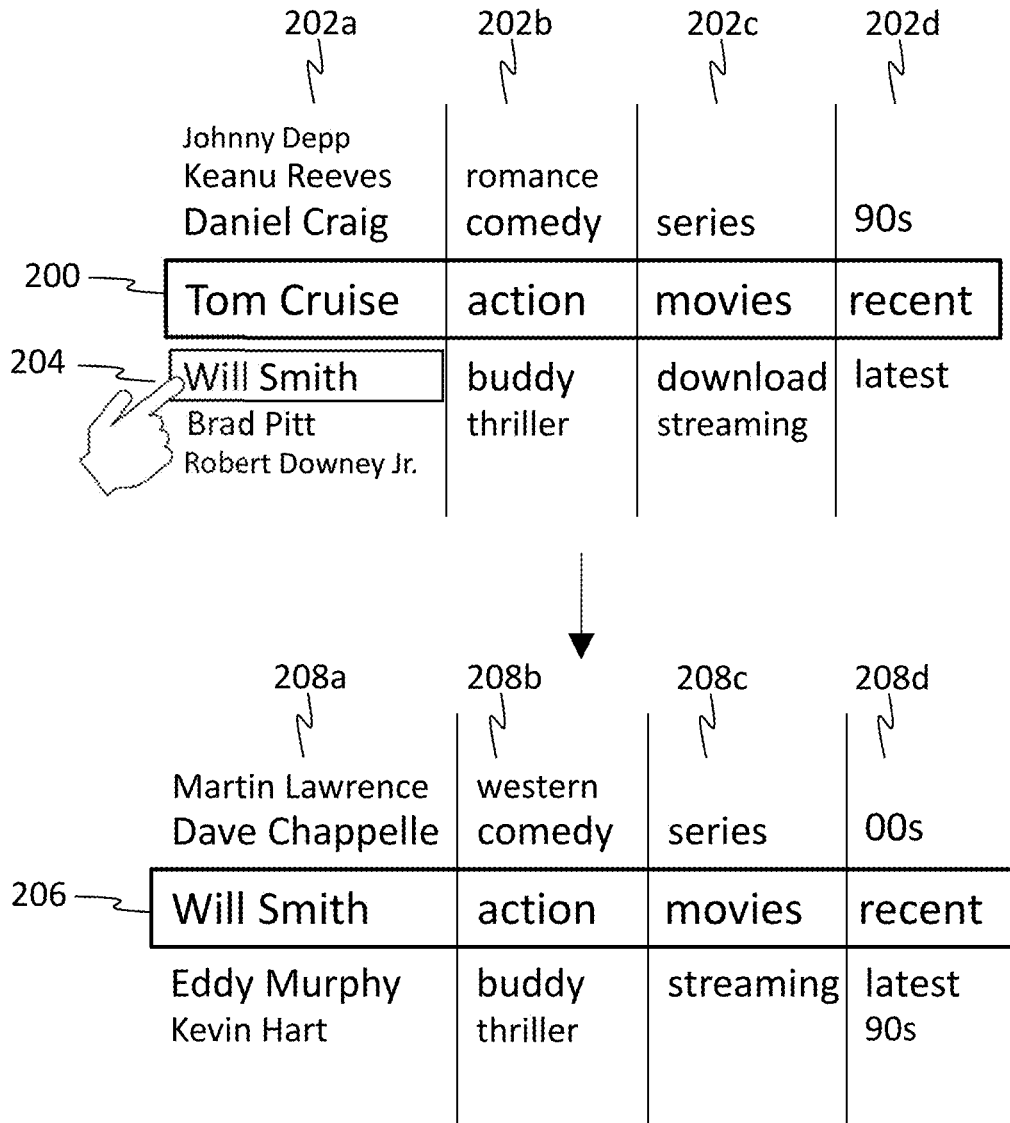 202a 202b 202c 202d
Johnny Depp
Keanu Reeves romance
Daniel Craig comedy series 90s
200 Tom Cruise action movies recent
204 Will Smith buddy download latest
Brad Pitt thriller streaming
Robert Downey Jr.
208a 208b 208c 208d
Martin Lawrence western
Dave Chappelle comedy series 00s
206 Will Smith action movies recent
Eddy Murphy buddy streaming latest
Kevin Hart thriller 90s